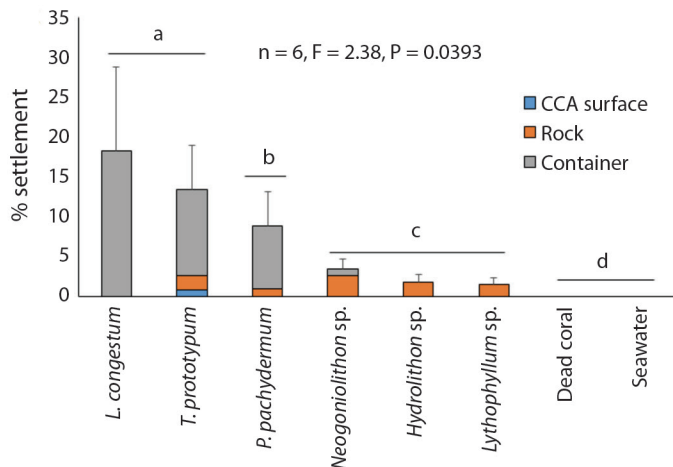 35
30
25
20
15
10
5
0
% settlement
a
n = 6, F = 2.38, P = 0.0393
b
c
d
CCA surface
Rock
Container
L. congestum
T. prototypum
P. pachydermum
Neogoniolithon sp.
Hydrolithon sp.
Lythophyllum sp.
Dead coral
Seawater